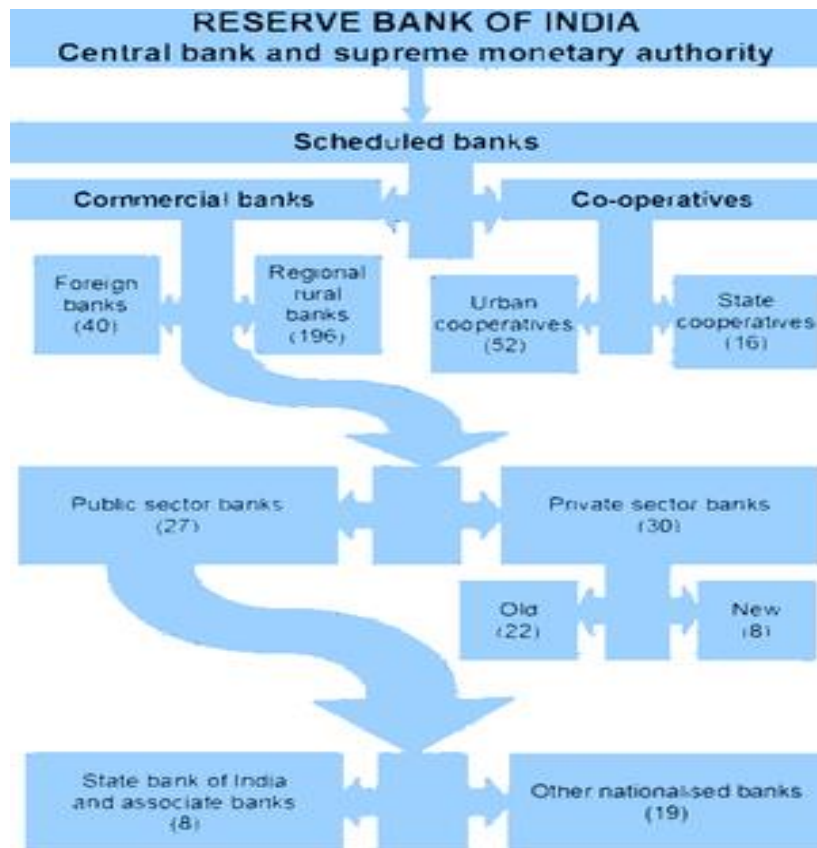 RESERVE BANK OF INDIA
Central bank and supreme monetary authority
Scheduled banks
Commercial banks
Co-operatives
Foreign
banks
(40)
Regional
rural
banks
(196)
Urban
cooperatives
(52)
State
cooperatives
(16)
Public sector banks
(27)
Private sector banks
(30)
Old
(22)
New
(8)
State bank of India
and associate banks
(8)
Other nationalised banks
(19)